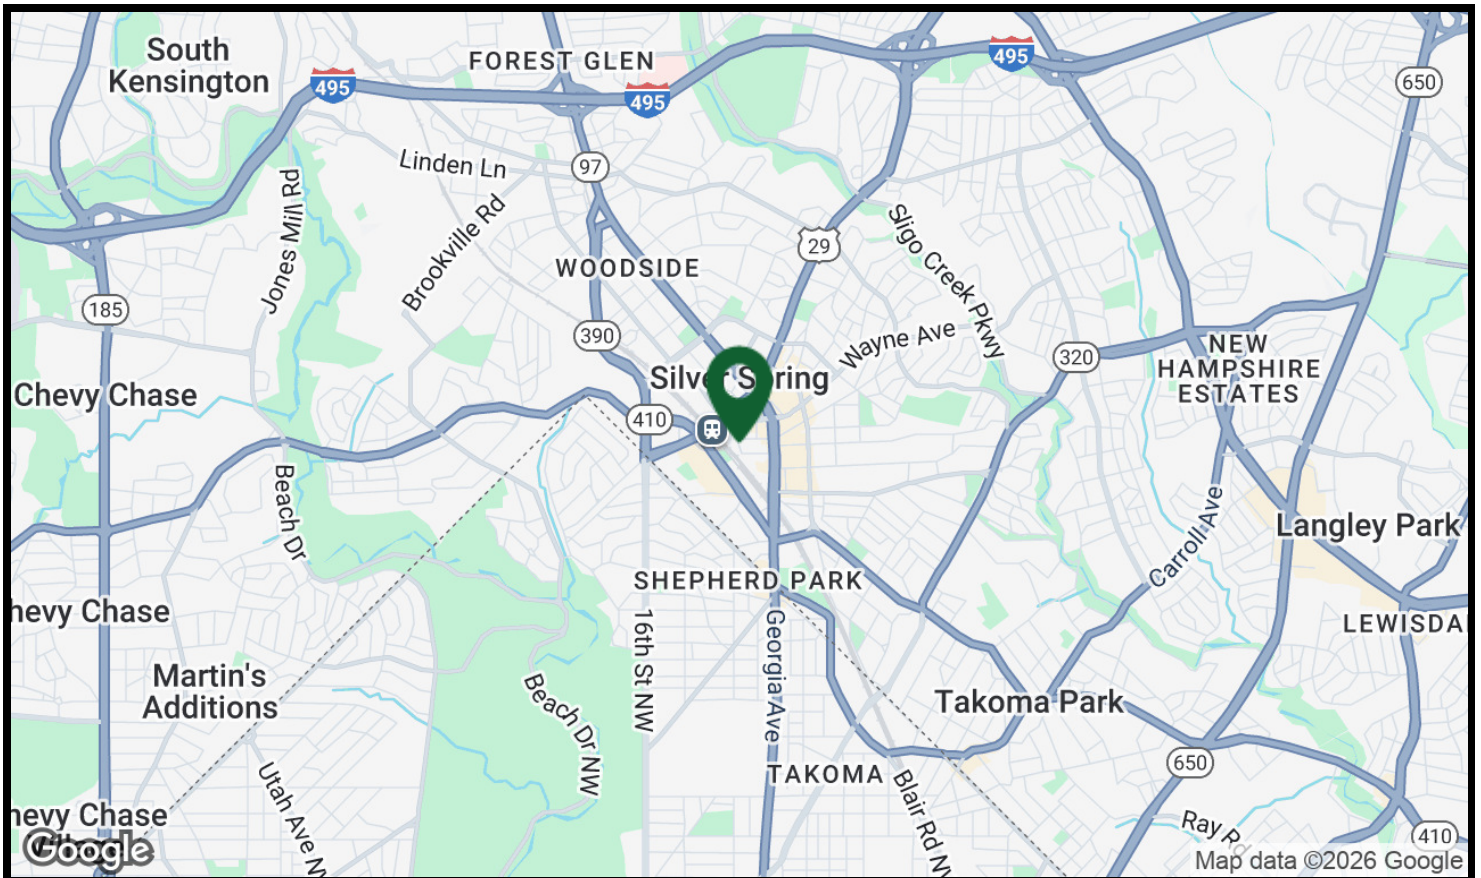 South
Kensington
FOREST GLEN
495
495
495
650
97
Linden Ln
Jones Mill Rd
Brookville Rd
29
Sligo Creek Pkwy
WOODSIDE
185
390
Wayne Ave
320
NEW
HAMPSHIRE
ESTATES
Silver Spring
Chevy Chase
410
Beach Dr
Carroll Ave
Langley Park
SHEPHERD PARK
hevy Chase
16th St NW
Georgia Ave
LEWISDA
Martin's
Additions
Beach Dr NW
Takoma Park
650
TAKOMA
Blair Rd NW
Utah Ave NW
hevy Chase
Ray R
410
Google
Map data ©2026 Google